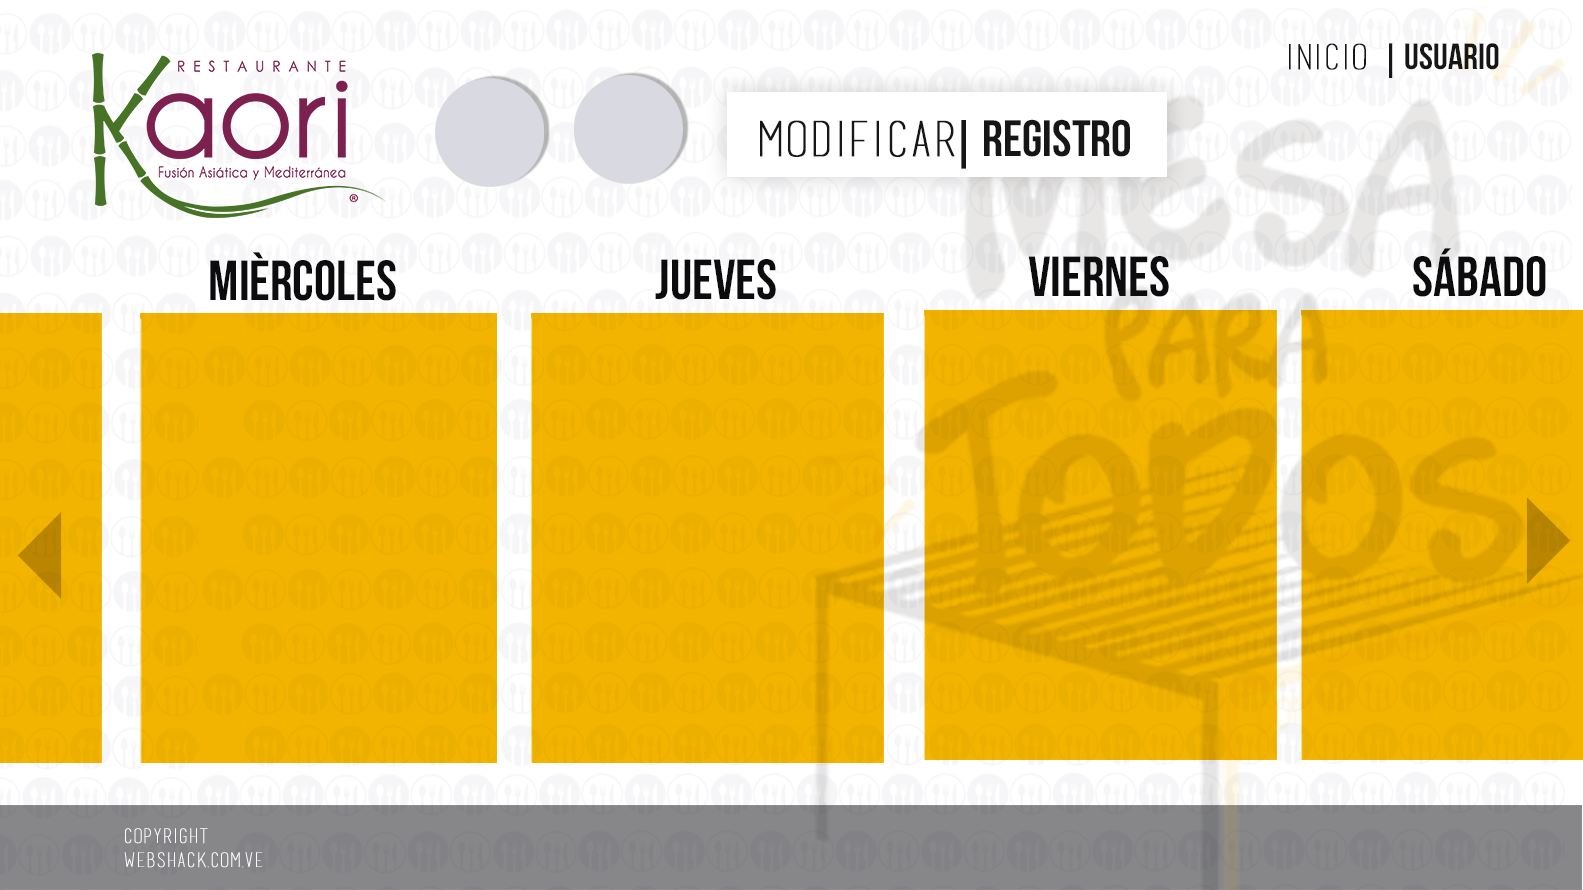 INICIO | USUARIO
RESTAURANTE
Kaori
Fusión Asiática y Mediterránea
®
MODIFICAR| REGISTRO
MESA
PARA
TODOS
MIÈRCOLES
JUEVES
VIERNES
SÁBADO
COPYRIGHT
WEBSHACK.COM.VE